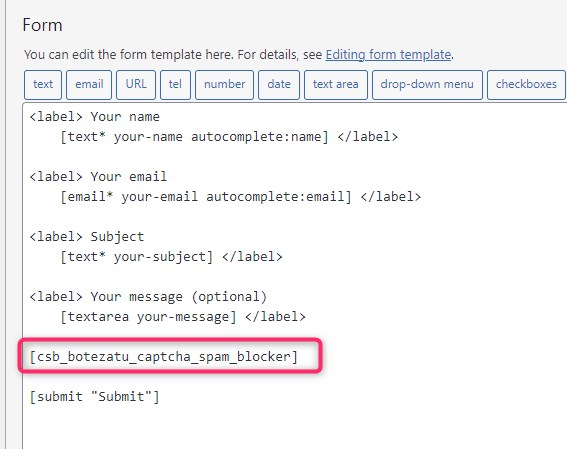 Form
You can edit the form template here. For details, see Editing form template.
text email URL tel number date text area drop-down menu checkboxes
<label> Your name
[text* your-name autocomplete:name] </label>
<label> Your email
[email* your-email autocomplete:email] </label>
<label> Subject
[text* your-subject] </label>
<label> Your message (optional)
[textarea your-message] </label>
[csb_botezatu_captcha_spam_blocker]
[submit "Submit"]